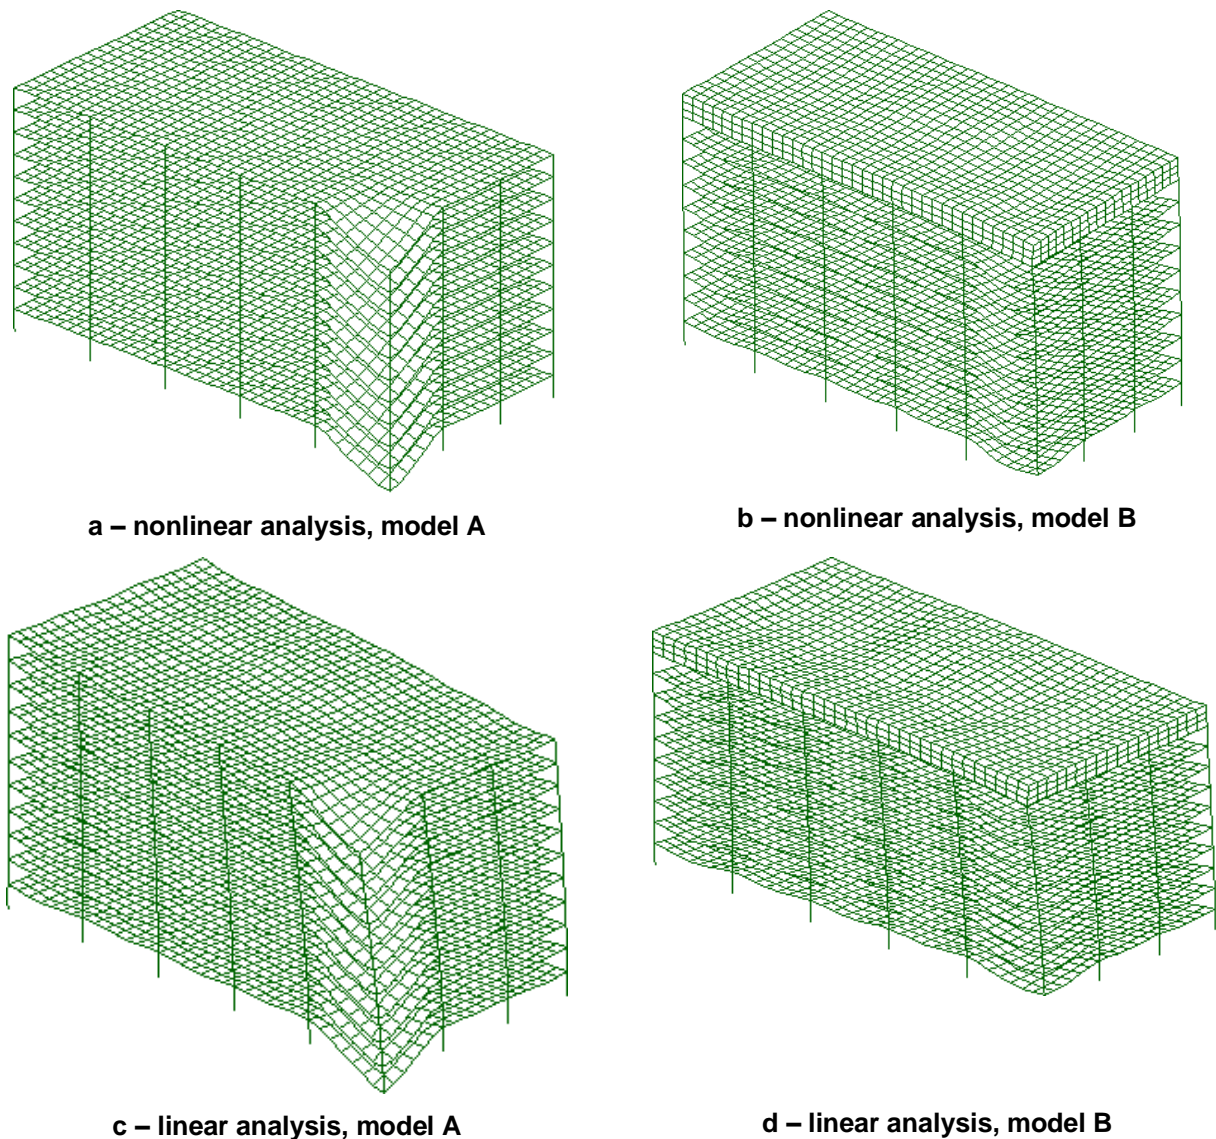 a – nonlinear analysis, model A
b – nonlinear analysis, model B
c – linear analysis, model A
d – linear analysis, model B